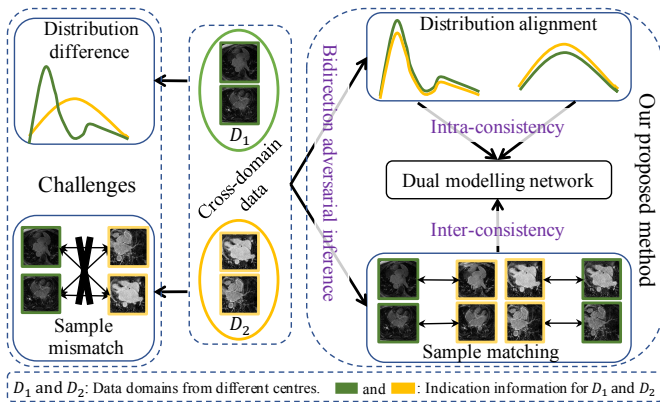 Distribution
difference
Challenges
Sample
mismatch
D₁
Cross-domain
data
D₂
Bidirection adversarial inference
Distribution alignment
Intra-consistency
Dual modelling network
Inter-consistency
Sample matching
Our proposed method
D₁ and D₂: Data domains from different centres. and : Indication information for D₁ and D₂